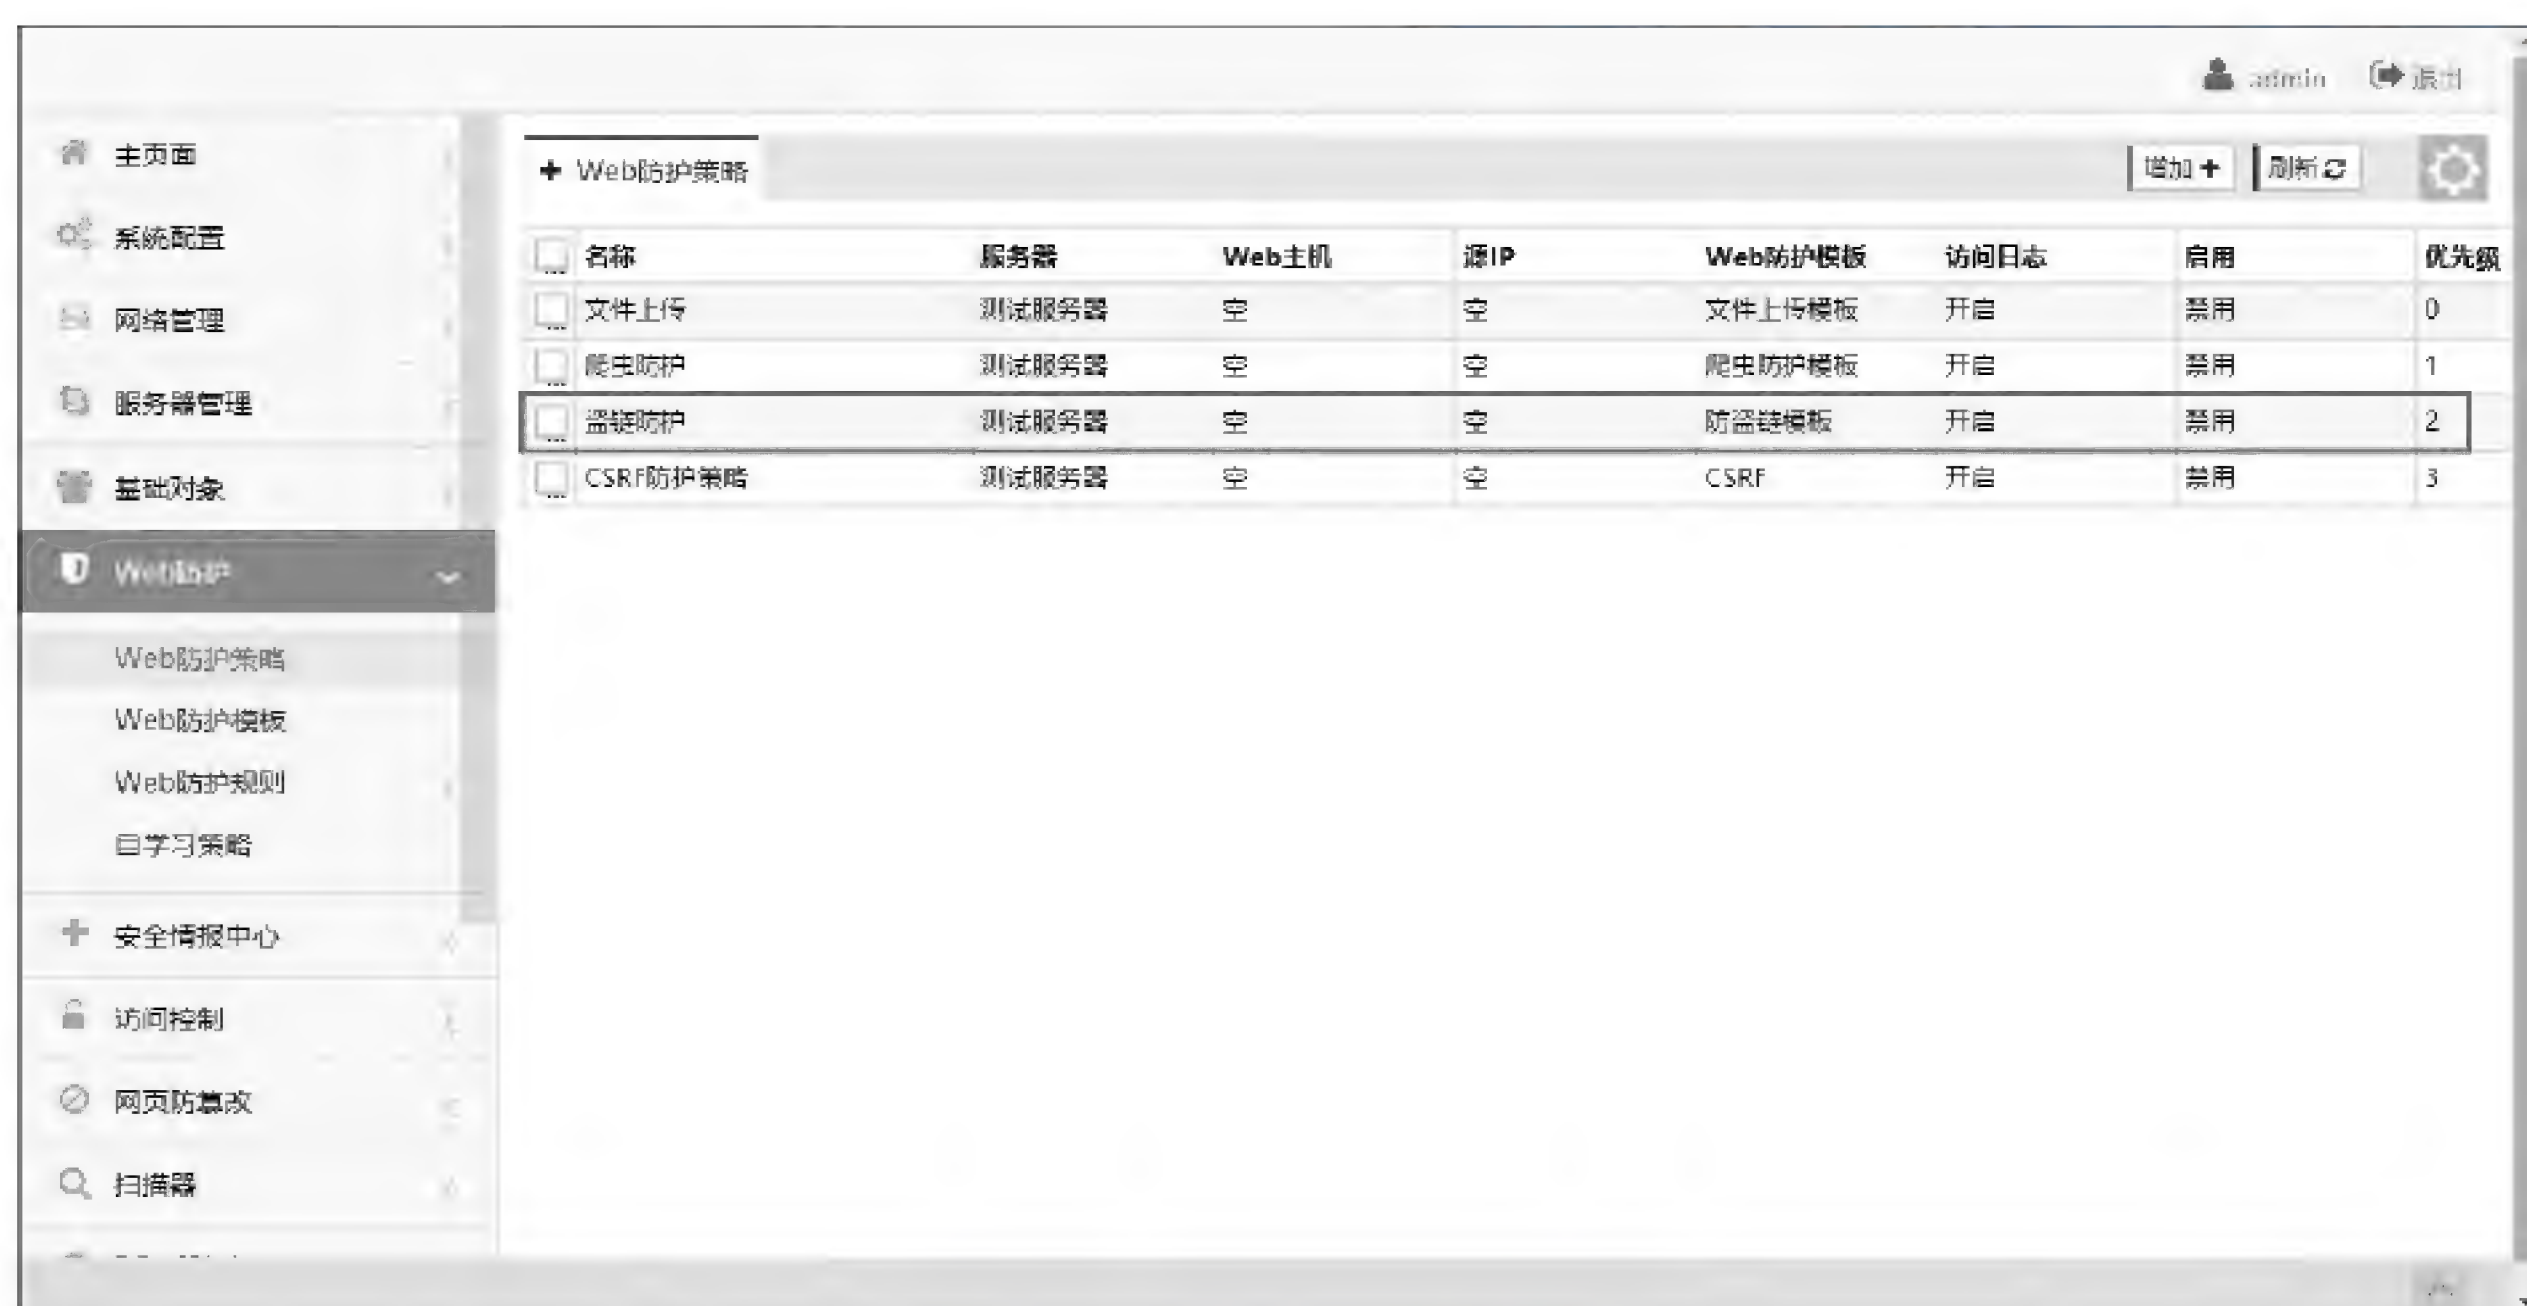 admin 退出
主页面
系统配置
网络管理
服务器管理
基础对象
Web防护
Web防护策略
Web防护模板
Web防护规则
自学习策略
安全情报中心
访问控制
网页防篡改
扫描器
Web防护策略 增加 刷新
名称 服务器 Web主机 源IP Web防护模板 访问日志 启用 优先级
文件上传 测试服务器 空 空 文件上传模板 开启 禁用 0
爬虫防护 测试服务器 空 空 爬虫防护模板 开启 禁用 1
盗链防护 测试服务器 空 空 防盗链模板 开启 禁用 2
CSRF防护策略 测试服务器 空 空 CSRF 开启 禁用 3